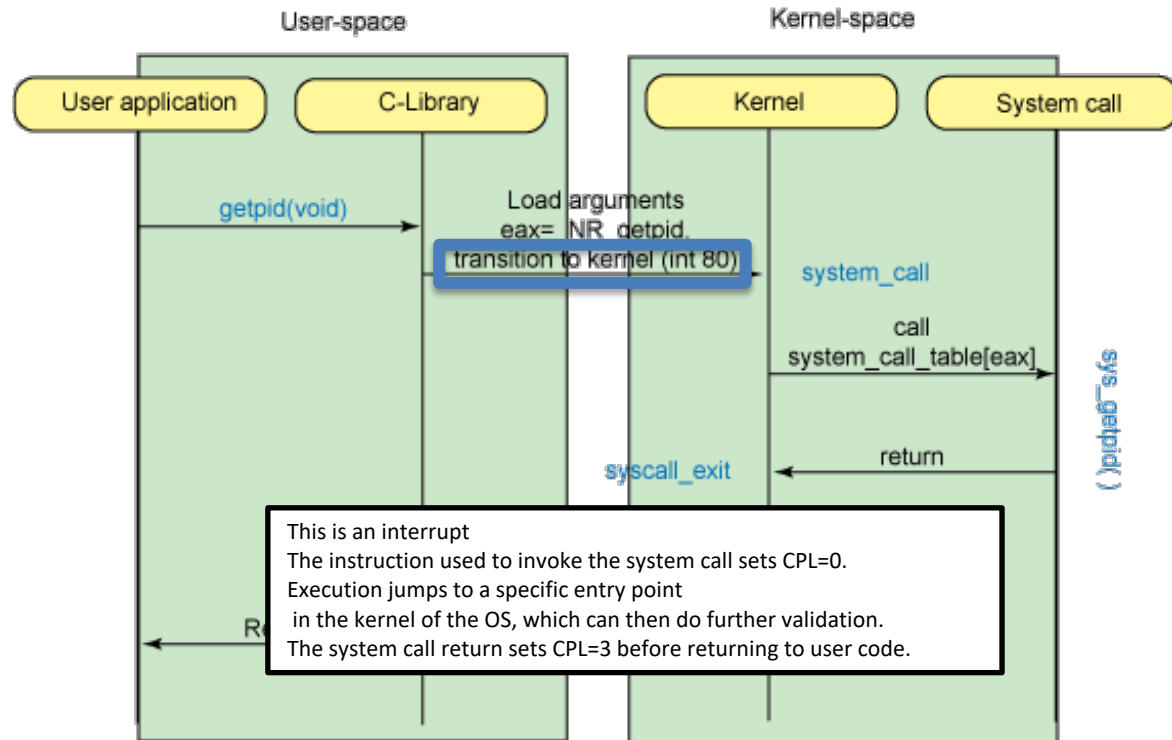 User-space
Kernel-space
User application
C-Library
Kernel
System call
getpid(void)
Load arguments
eax=_NR_getpid,
transition to kernel (int 80)
system_call
call
system_call_table[eax]
sys_getpid( )
return
syscall_exit
This is an interrupt
The instruction used to invoke the system call sets CPL=0.
Execution jumps to a specific entry point
in the kernel of the OS, which can then do further validation.
The system call return sets CPL=3 before returning to user code.